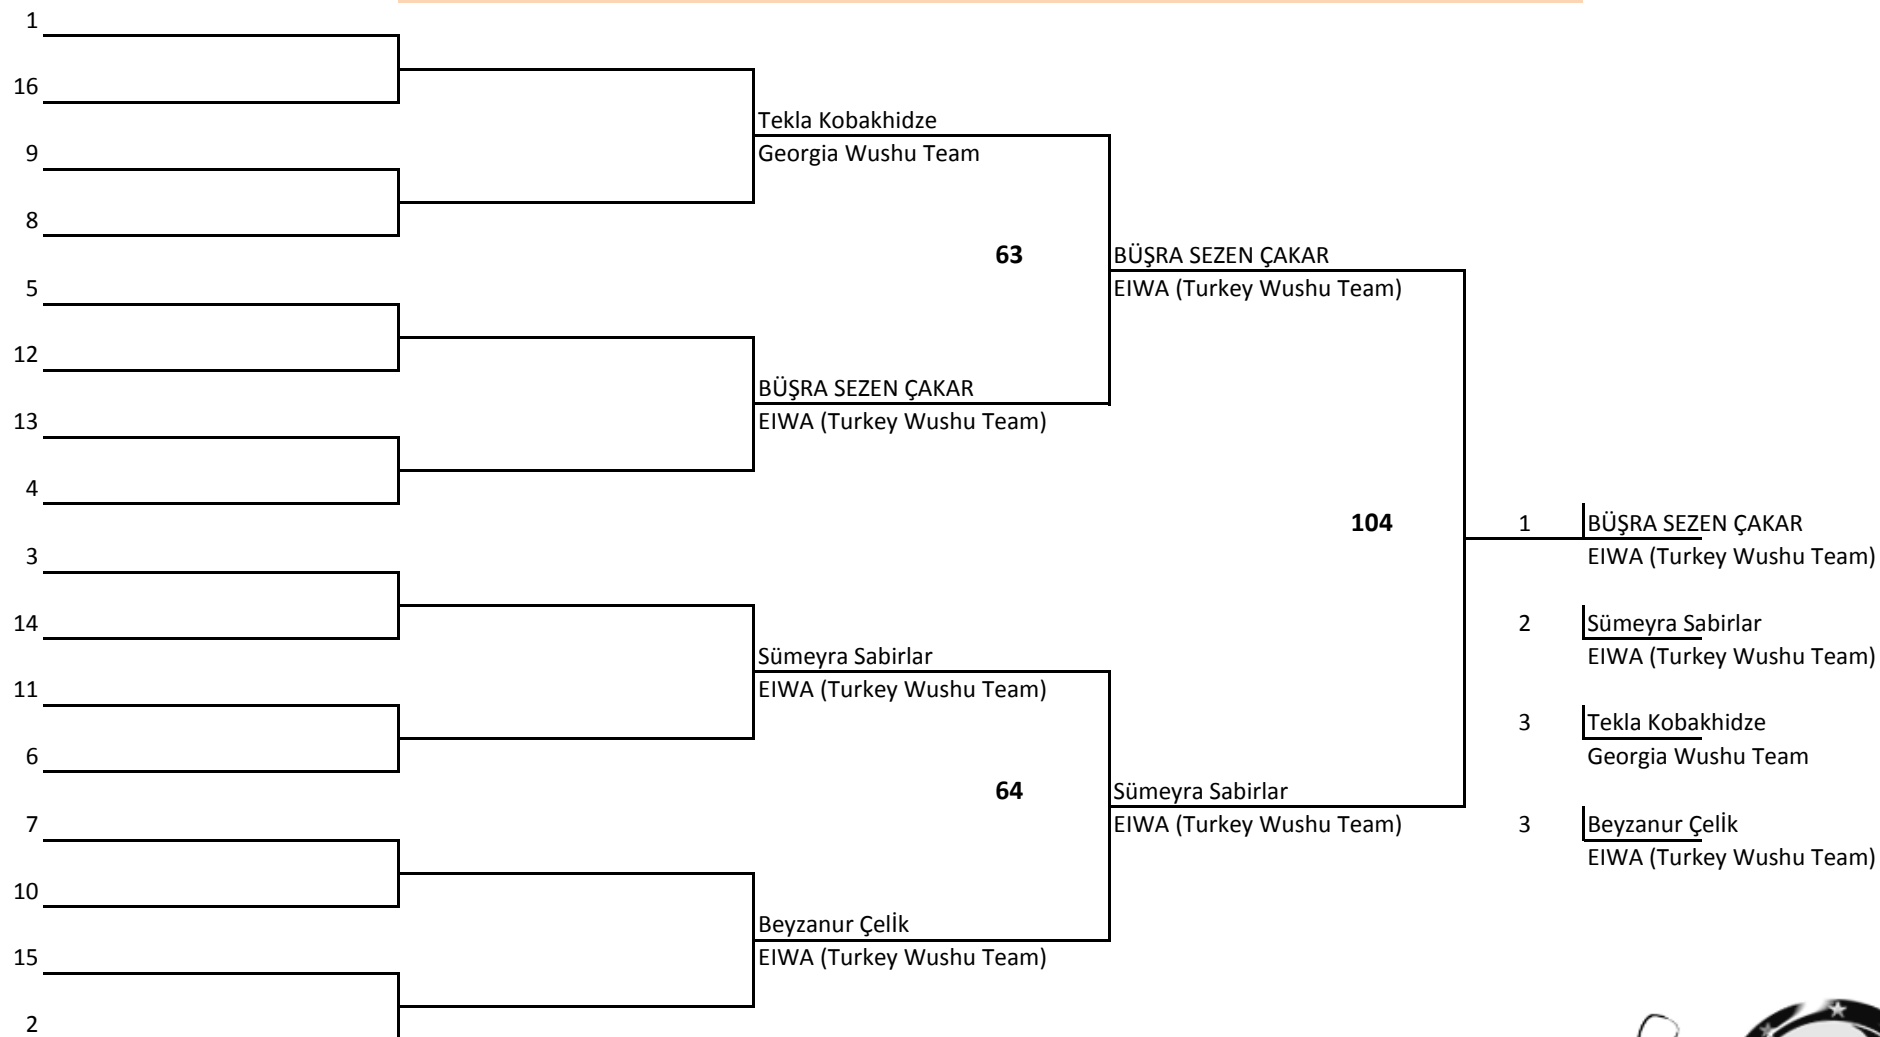 1
16
Tekla Kobakhidze
9
Georgia Wushu Team
8
63
BÜŞRA SEZEN ÇAKAR
5
EIWA (Turkey Wushu Team)
12
BÜŞRA SEZEN ÇAKAR
13
EIWA (Turkey Wushu Team)
4
104
1
BÜŞRA SEZEN ÇAKAR
3
EIWA (Turkey Wushu Team)
14
2
Sümeyra Sabirlar
Sümeyra Sabirlar
EIWA (Turkey Wushu Team)
11
EIWA (Turkey Wushu Team)
3
Tekla Kobakhidze
6
Georgia Wushu Team
64
Sümeyra Sabirlar
7
EIWA (Turkey Wushu Team)
3
Beyzanur Çelİk
EIWA (Turkey Wushu Team)
10
Beyzanur Çelİk
15
EIWA (Turkey Wushu Team)
2